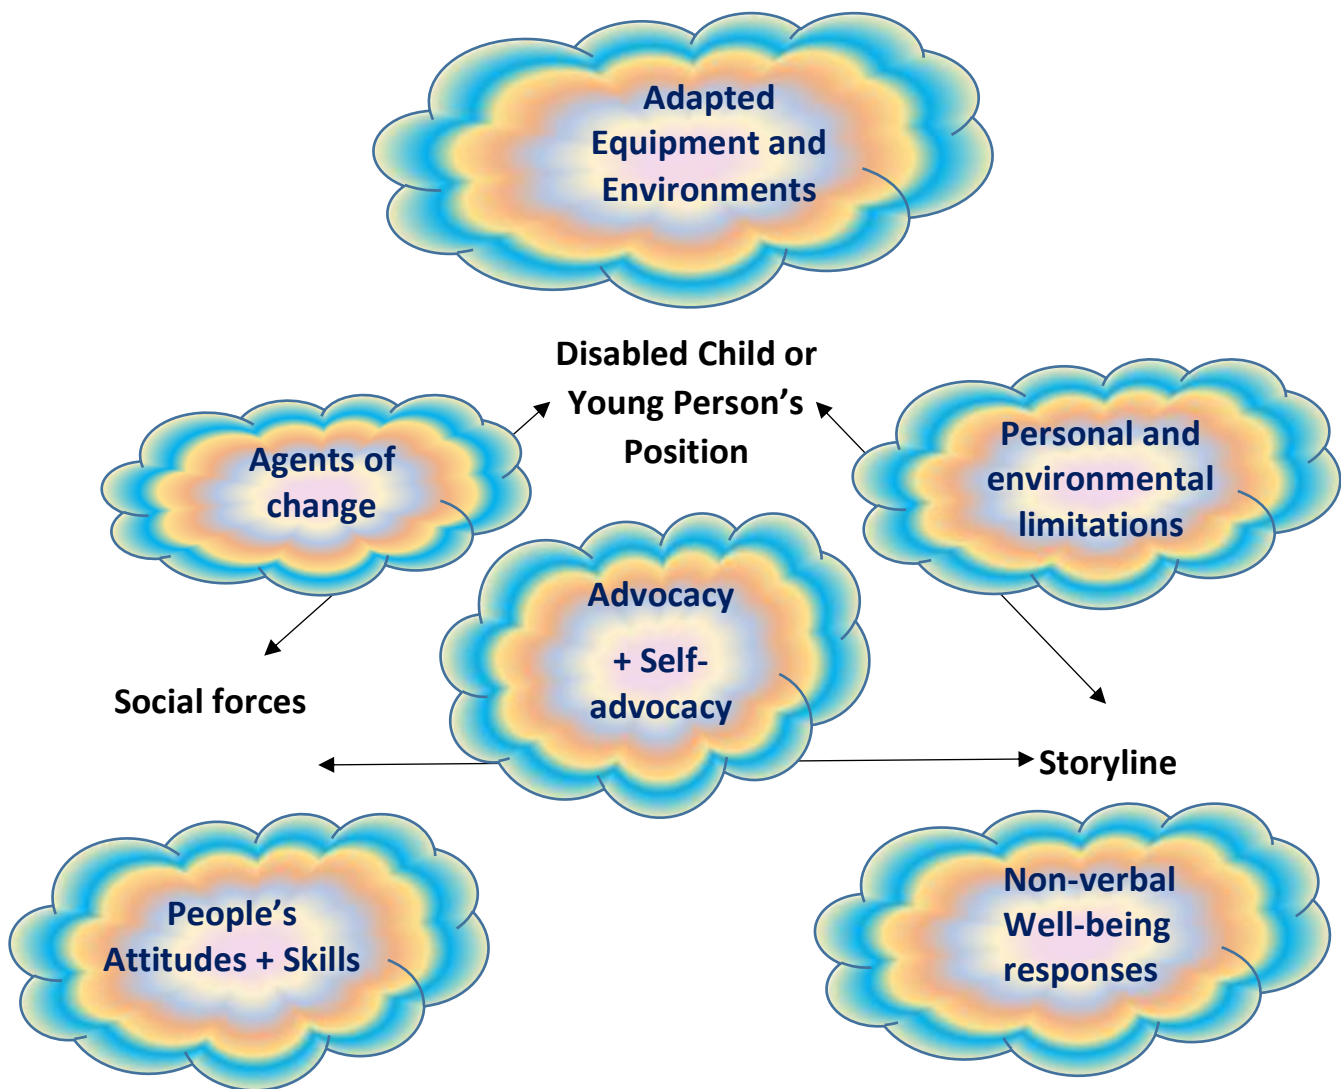 Adapted
Equipment and
Environments
Disabled Child or
Young Person’s
Position
Agents of
change
Personal and
environmental
limitations
Advocacy
+ Self-
advocacy
Social forces
Storyline
People’s
Attitudes + Skills
Non-verbal
Well-being
responses